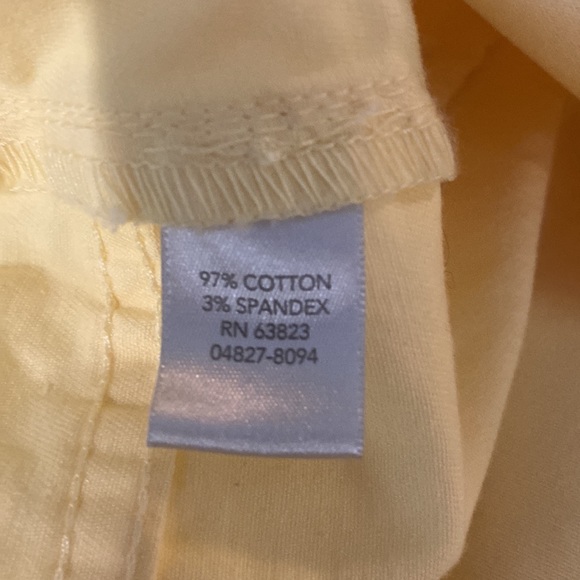 97% COTTON
3% SPANDEX
RN 63823
04827-8094